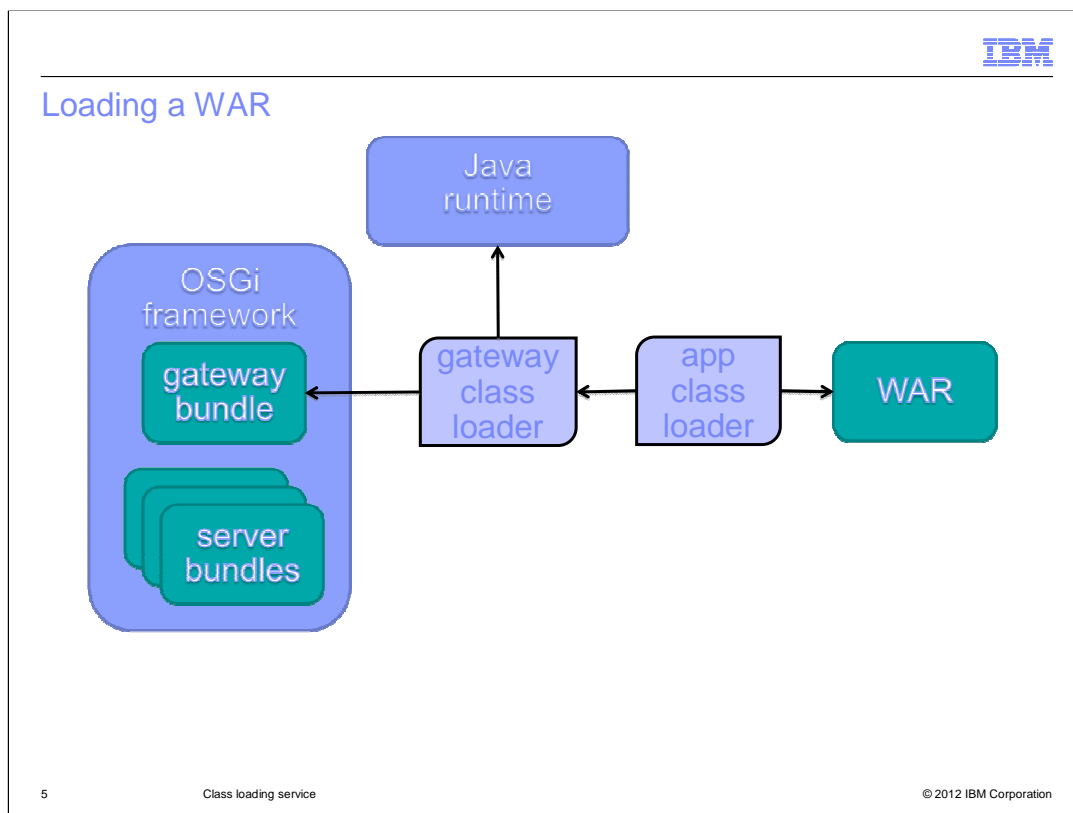 IBM
Loading a WAR
Java
runtime
OSGi
framework
gateway
bundle
gateway
class
loader
app
class
loader
WAR
server
bundles
5
Class loading service
© 2012 IBM Corporation